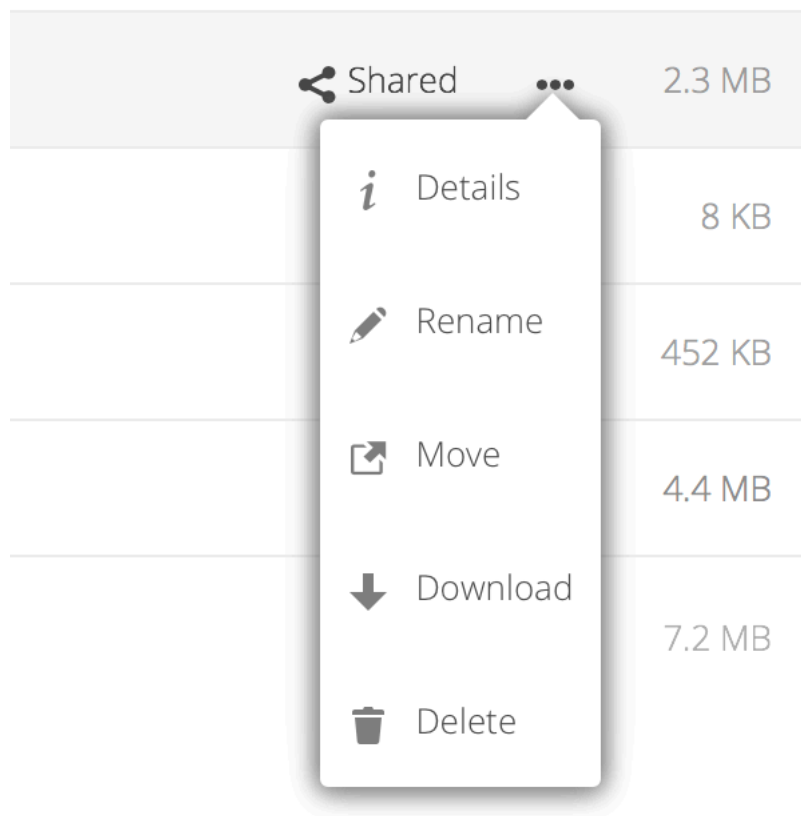 Shared ••• 2.3 MB
Details
8 KB
Rename
452 KB
Move
4.4 MB
Download
7.2 MB
Delete